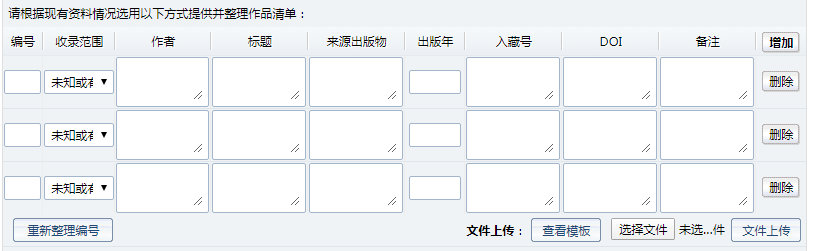 请根据现有资料情况选用以下方式提供并整理作品清单：
编号 收录范围 作者 标题 来源出版物 出版年 入藏号 DOI 备注 增加
未知或 删除
未知或 删除
未知或 删除
重新整理编号 文件上传： 查看模板 选择文件 未选...件 文件上传